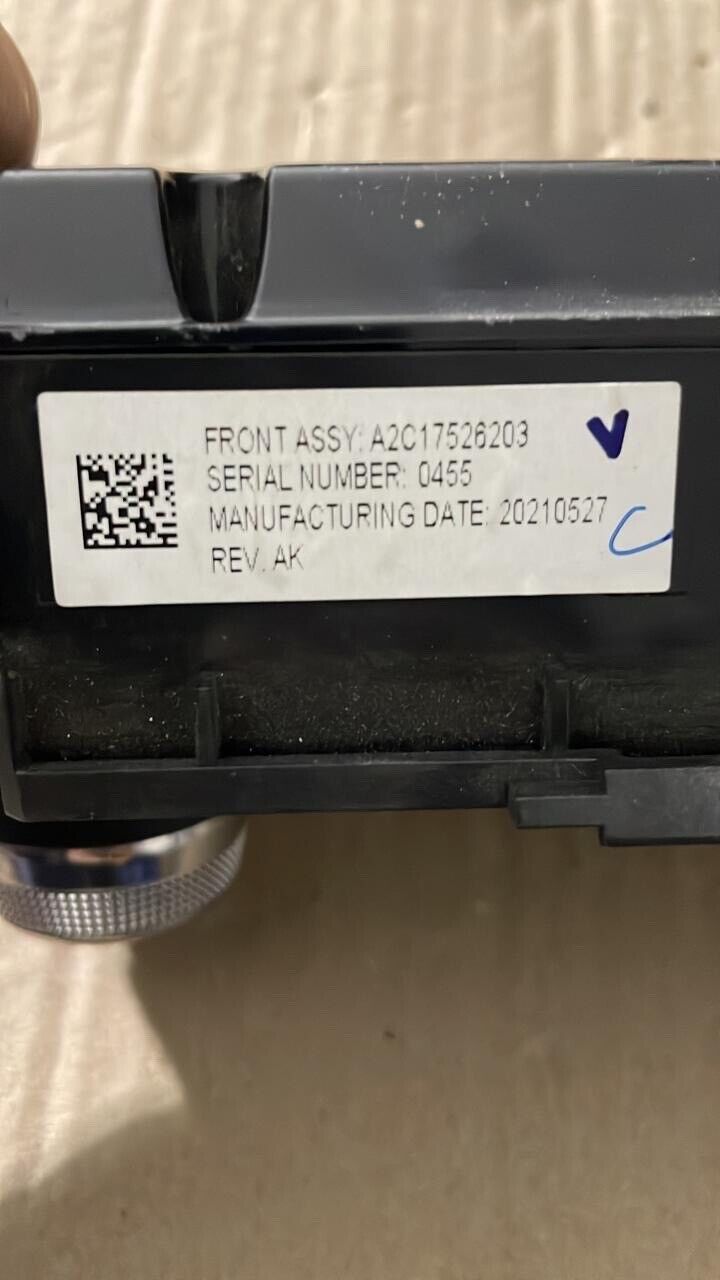 FRONT ASSY: A2C17526203
SERIAL NUMBER: 0455
MANUFACTURING DATE: 20210527
REV. AK